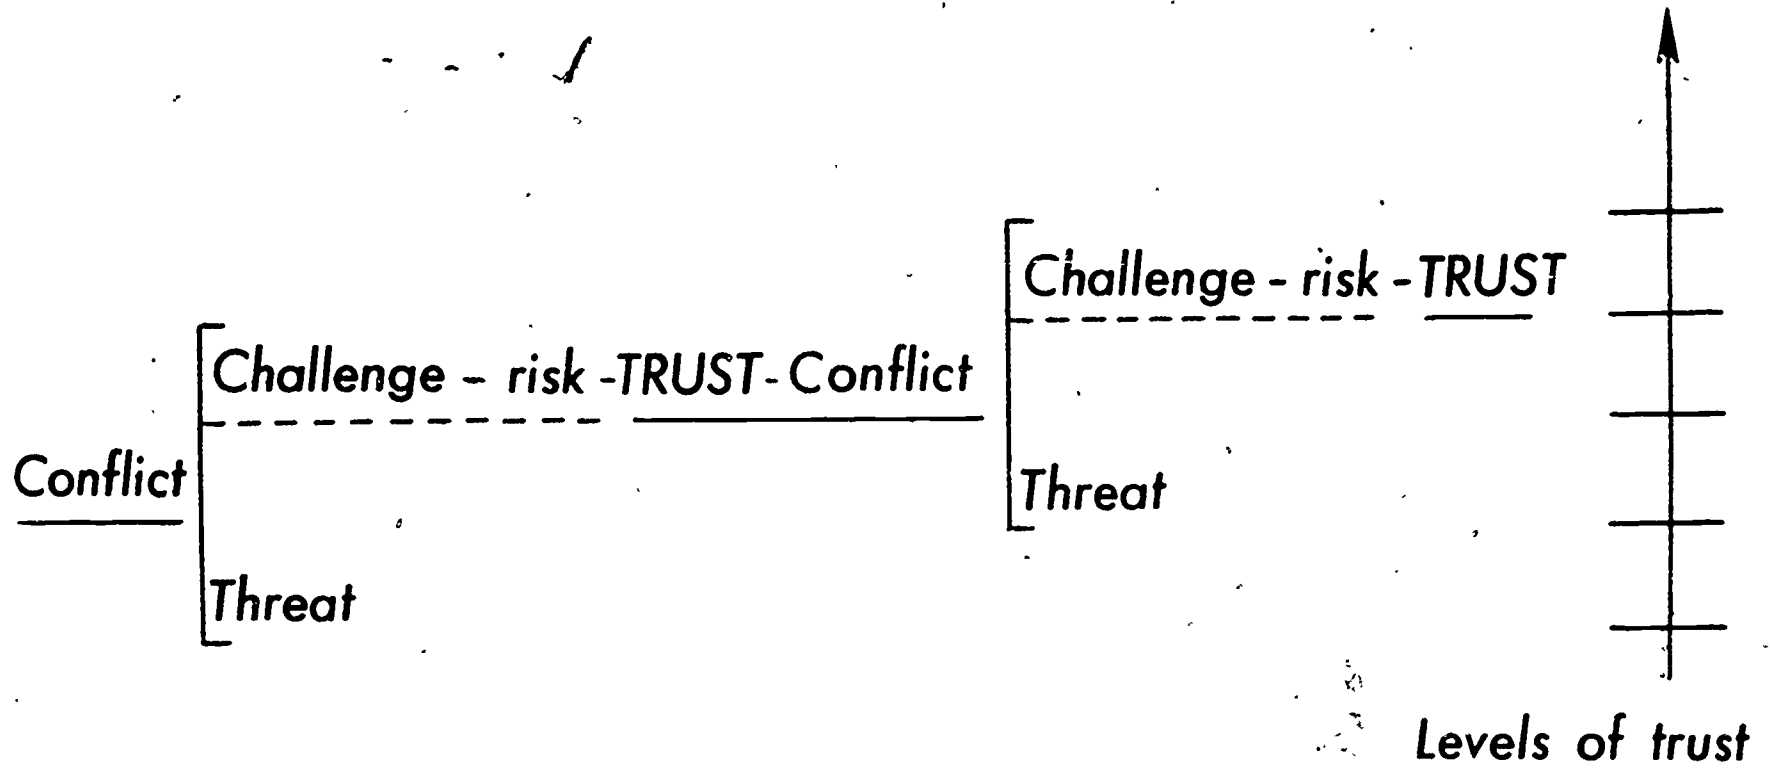 Challenge - risk - TRUST
Challenge - risk - TRUST - Conflict
Conflict
Threat
Threat
Levels of trust